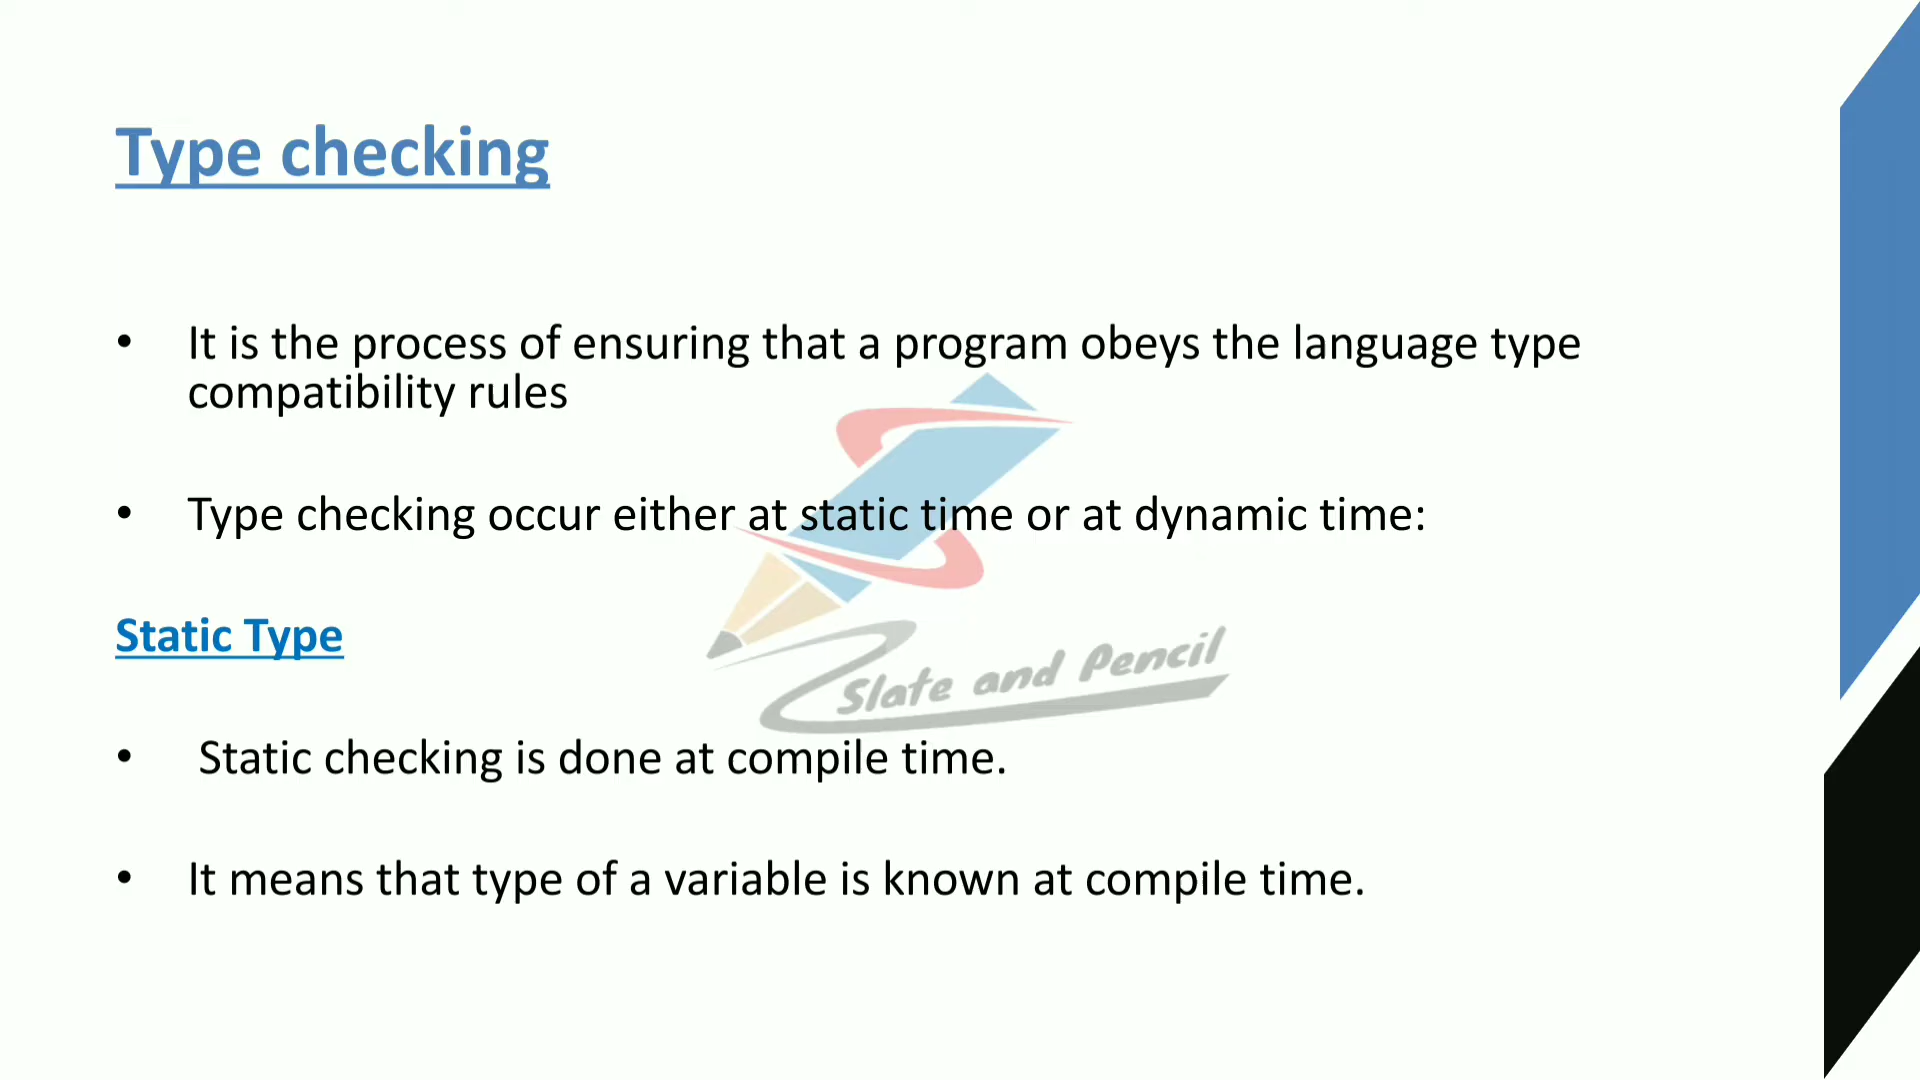 Type checking
• It is the process of ensuring that a program obeys the language type
compatibility rules
• Type checking occur either at static time or at dynamic time:
Static Type
Slate and Pencil
• Static checking is done at compile time.
• It means that type of a variable is known at compile time.